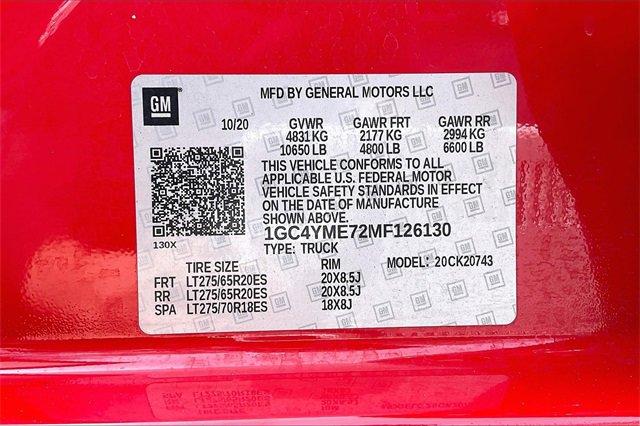 GM
MFD BY GENERAL MOTORS LLC
10/20 GVWR GAWR FRT GAWR RR
4831 KG 2177 KG 2994 KG
10650 LB 4800 LB 6600 LB
THIS VEHICLE CONFORMS TO ALL
APPLICABLE U.S. FEDERAL MOTOR
VEHICLE SAFETY STANDARDS IN EFFECT
ON THE DATE OF MANUFACTURE
SHOWN ABOVE.
130X
1GC4YME72MF126130
TYPE: TRUCK
TIRE SIZE RIM MODEL: 20CK20743
FRT LT275/65R20ES 20X8.5J
RR LT275/65R20ES 20X8.5J
SPA LT275/70R18ES 18X8J